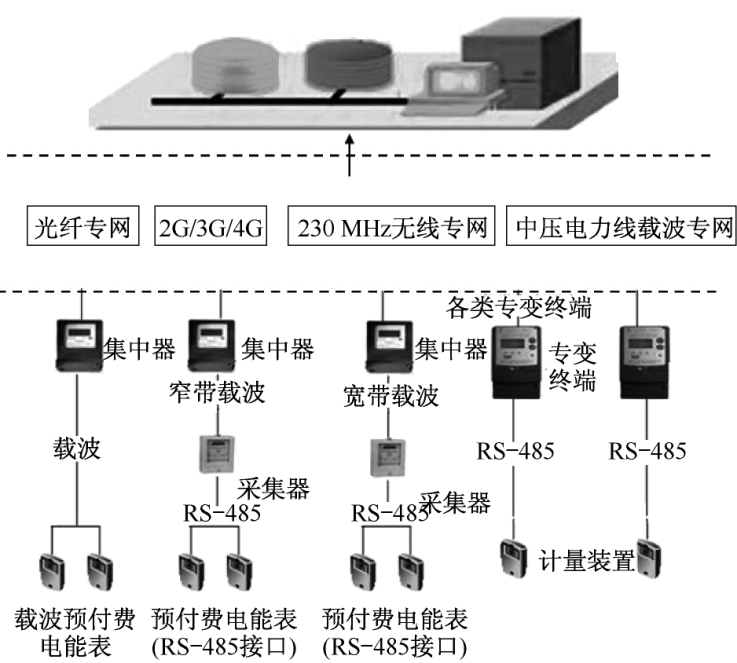 光纤专网
2G/3G/4G
230 MHz无线专网
中压电力线载波专网
各类专变终端
集中器
集中器
集中器
专变
终端
窄带载波
宽带载波
载波
RS-485
RS-485
采集器
采集器
RS-485
RS-485
计量装置
载波预付费
电能表
预付费电能表
(RS-485接口)
预付费电能表
(RS-485接口)